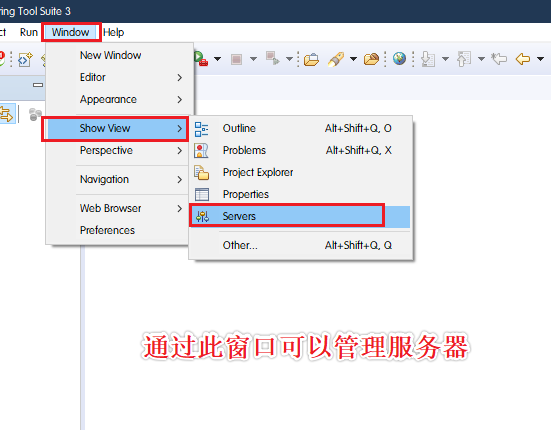 ring Tool Suite 3
ct Run Window Help
New Window
Editor
Appearance
Show View
Perspective
Navigation
Web Browser
Preferences
Outline Alt+Shift+Q, O
Problems Alt+Shift+Q, X
Project Explorer
Properties
Servers
Other... Alt+Shift+Q, Q
通过此窗口可以管理服务器